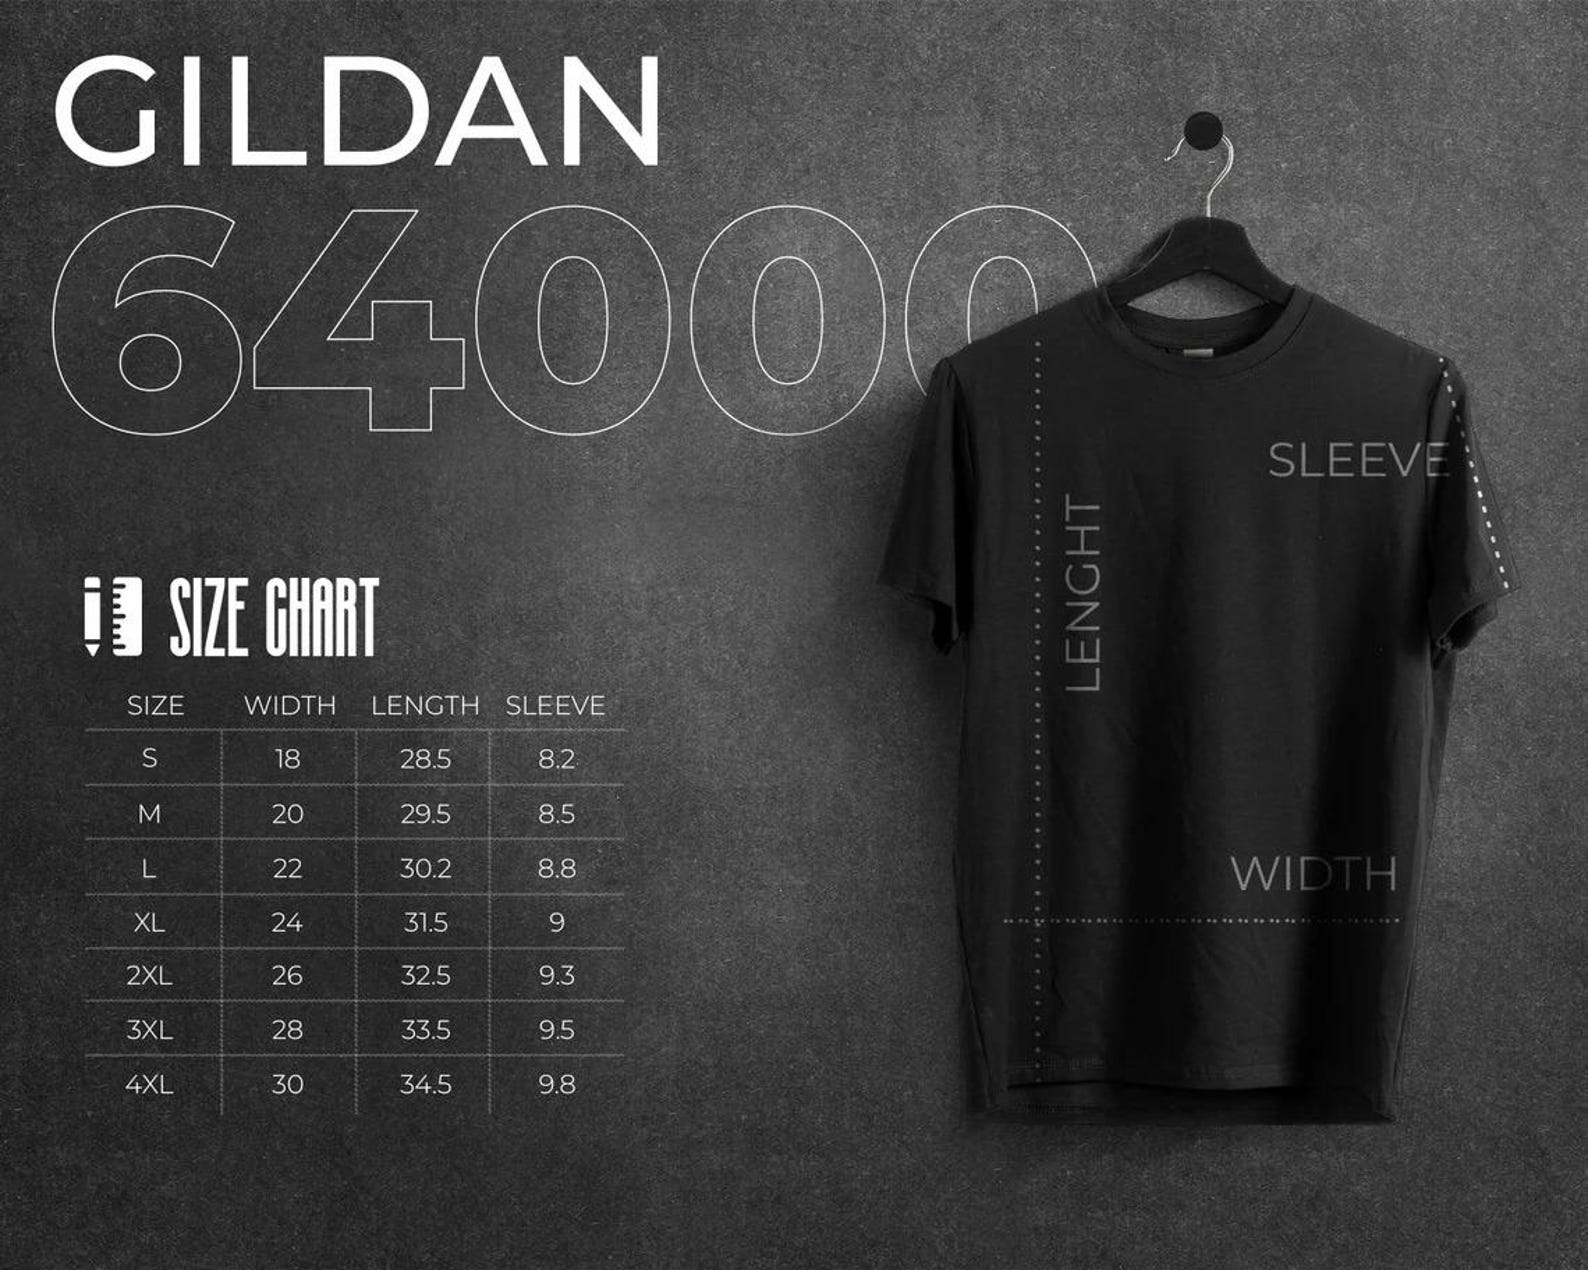 GILDAN
64000
SLEEVE
LENGHT
SIZE CHART
SIZE WIDTH LENGTH SLEEVE
S 18 28.5 8.2
M 20 29.5 8.5
L 22 30.2 8.8
WIDTH
XL 24 31.5 9
2XL 26 32.5 9.3
3XL 28 33.5 9.5
4XL 30 34.5 9.8